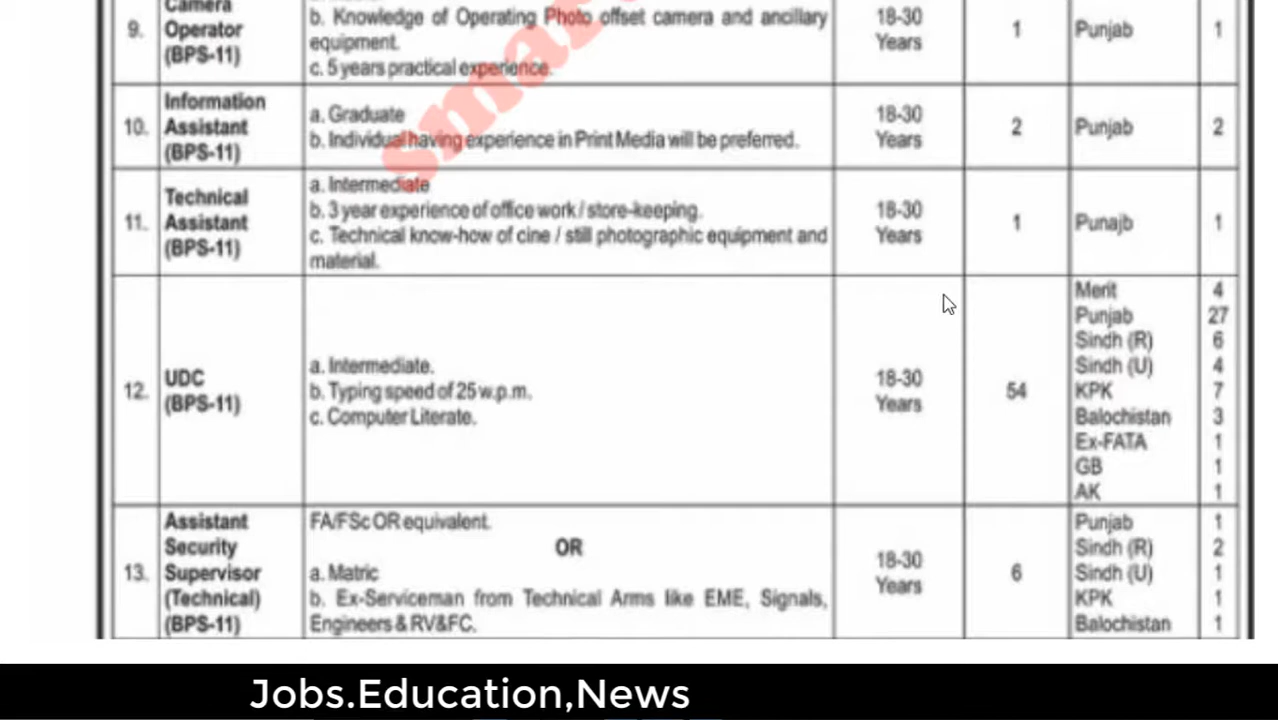 Camera
9. Operator (BPS-11)
b. Knowledge of Operating Photo offset camera and ancillary
equipment.
c. 5 years practical experience.
18-30
Years
1
Punjab 1
10. Information
Assistant
(BPS-11)
a. Graduate
b. Individual having experience in Print Media will be preferred.
18-30
Years
2
Punjab 2
11. Technical
Assistant
(BPS-11)
a. Intermediate
b. 3 year experience of office work / store-keeping.
c. Technical know-how of cine / still photographic equipment and
material.
18-30
Years
1
Punajb 1
12. UDC
(BPS-11)
a. Intermediate.
b. Typing speed of 25 w.p.m.
c. Computer Literate.
18-30
Years
54
Merit 4
Punjab 27
Sindh (R) 6
Sindh (U) 4
KPK 7
Balochistan 3
Ex-FATA 1
GB 1
AK 1
13. Assistant
Security
Supervisor
(Technical)
(BPS-11)
FA/FSc OR equivalent.
OR
a. Matric
b. Ex-Serviceman from Technical Arms like EME, Signals,
Engineers & RV&FC.
18-30
Years
6
Punjab 1
Sindh (R) 2
Sindh (U) 1
KPK 1
Balochistan 1
smar
Jobs.Education,News